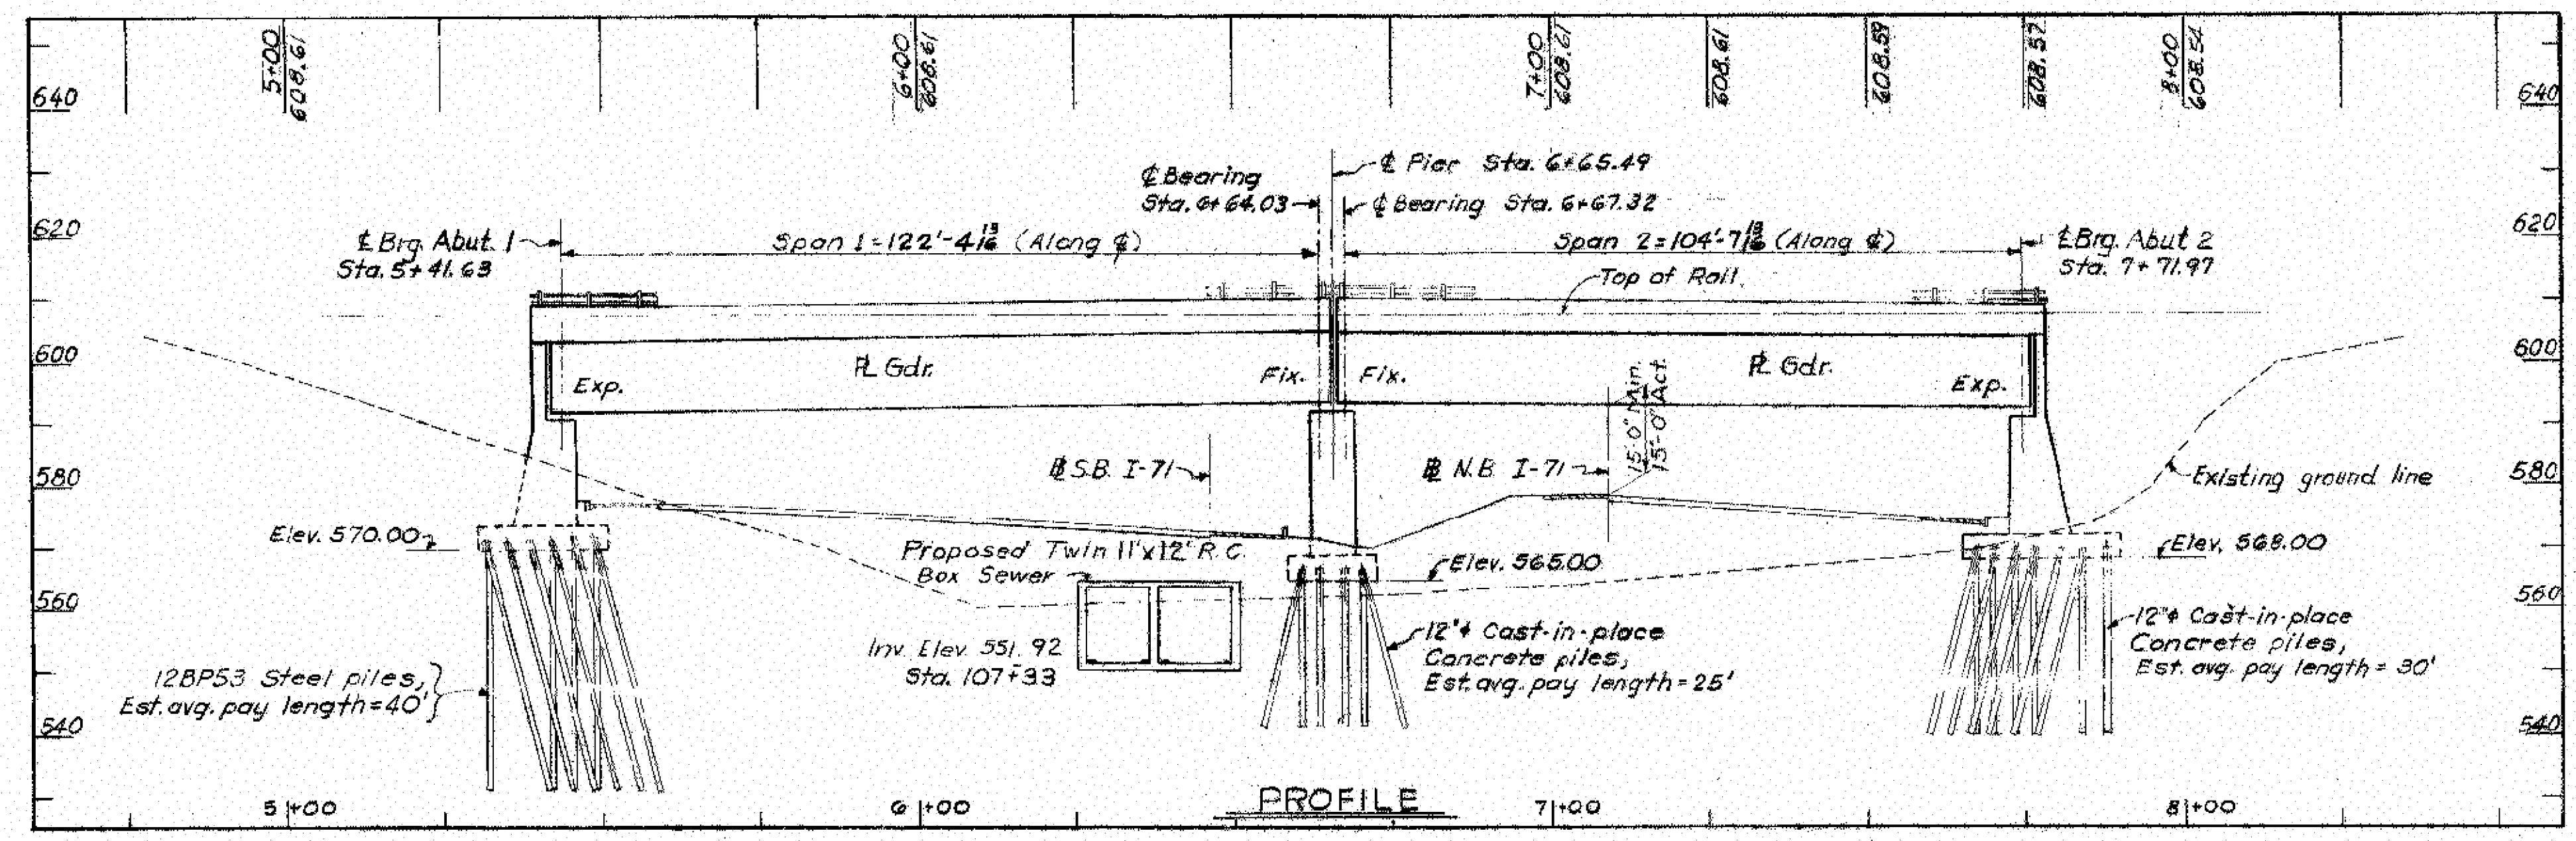 5+00
608.61
6+00
608.61
7+00
608.61
608.61
608.59
608.57
8+00
608.54
640
640
℄ Pier Sta. 6+65.49
℄ Bearing
Sta. 6+64.03
℄ Bearing Sta. 6+67.32
620
620
℄ Brg. Abut. 1
Sta. 5+41.63
Span 1=122'-4 13/16 (Along ℄)
Span 2=104'-7 13/16 (Along ℄)
℄ Brg. Abut 2
Sta. 7+71.97
Top of Rail
600
600
Exp.
PL Gdr.
Fix.
Fix.
15'-0" Min.
15'-0" Act.
PL Gdr.
Exp.
580
580
B S.B. I-71
B N.B. I-71
Existing ground line
Elev. 570.00
Proposed Twin 11'x12' R.C.
Box Sewer
Elev. 565.00
Elev. 568.00
560
560
Inv. Elev 551.92
Sta. 107+33
12"ϕ Cast-in-place
Concrete piles,
Est. avg. pay length=25'
12"ϕ Cast-in-place
Concrete piles,
Est. avg. pay length=30'
12BP53 Steel piles,
Est. avg. pay length=40'
540
540
5+00
6+00
PROFILE
7+00
8+00